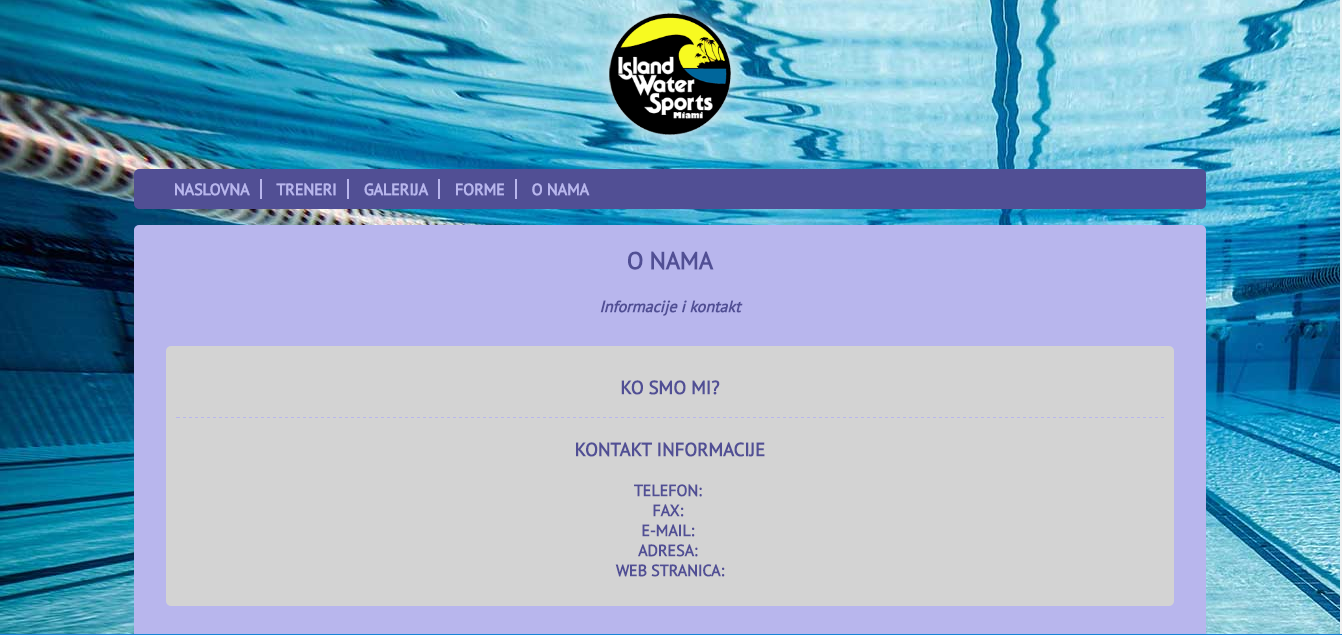 Island
Water
Sports
Miami
NASLOVNA TRENERI GALERIJA FORME O NAMA
O NAMA
Informacije i kontakt
KO SMO MI?
KONTAKT INFORMACIJE
TELEFON:
FAX:
E-MAIL:
ADRESA:
WEB STRANICA: